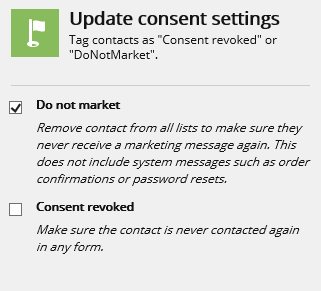 Update consent settings
Tag contacts as "Consent revoked" or
"DoNotMarket".
Do not market
Remove contact from all lists to make sure they
never receive a marketing message again. This
does not include system messages such as order
confirmations or password resets.
Consent revoked
Make sure the contact is never contacted again
in any form.